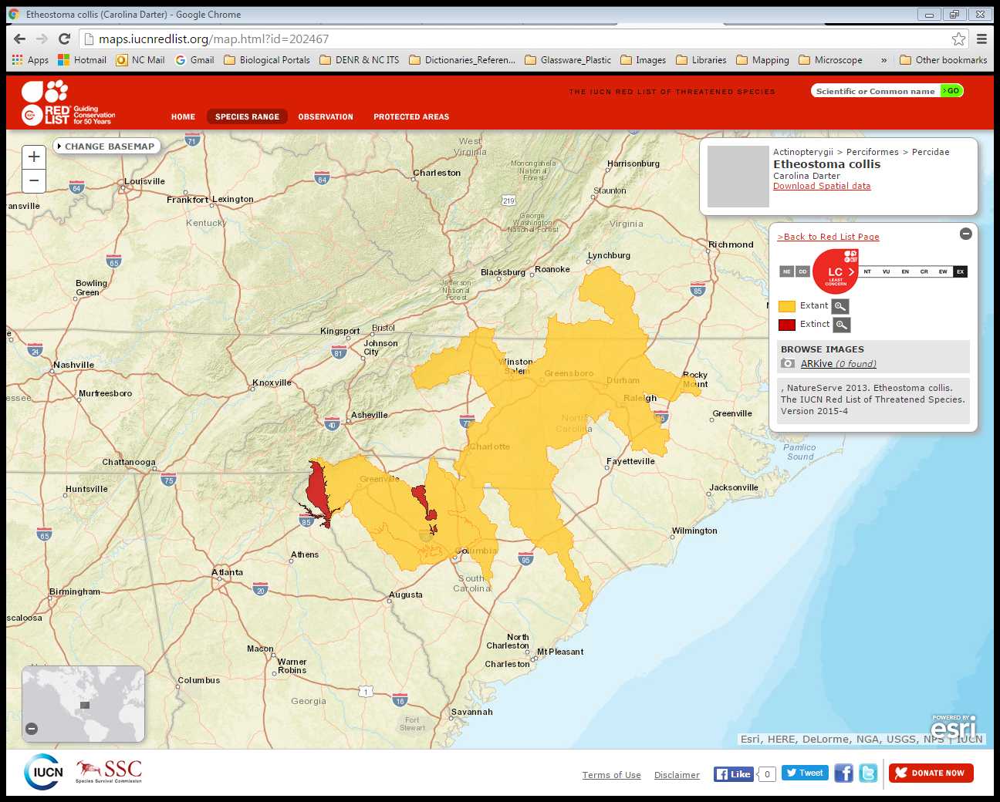 Etheostoma collis (Carolina Darter) - Google Chrome
maps.iucnredlist.org/map.html?id=202467
Apps Hotmail NC Mail Gmail Biological Portals DENR & NC ITS Dictionaries_Referen... Glassware_Plastic Images Libraries Mapping Microscope » Other bookmarks
RED LIST
IUCN
Guiding Conservation for 50 Years
THE IUCN RED LIST OF THREATENED SPECIES
Scientific or Common name >GO
HOME SPECIES RANGE OBSERVATION PROTECTED AREAS
+
−
CHANGE BASEMAP
Actinopterygii > Perciformes > Percidae
Etheostoma collis
Carolina Darter
Download Spatial data
>Back to Red List Page
NE DD LC > NT VU EN CR EW EX
LEAST CONCERN
RED LIST
Extant
Extinct
BROWSE IMAGES
ARKive (0 found)
, NatureServe 2013. Etheostoma collis.
The IUCN Red List of Threatened Species.
Version 2015-4
71
West
Virginia
Monongahela
National
Forest
Harrisonburg
Charleston
64
Louisville
64
Staunton
Frankfort
Lexington
219
ansville
Kentucky
George
Washington
National Forest
Virginia
Richmond
65
Lynchburg
Blacksburg
Roanoke
Bowling
Green
Jefferson
National
Forest
85
Kingsport
Bristol
Johnson
City
24
81
Nashville
Winston
Salem
Greensboro
Durham
Rocky
Mount
Knoxville
Murfreesboro
essee
Raleigh
Asheville
40
77
95
Greenville
North
Carolina
Charlotte
Pamlico
Sound
Chattanooga
75
Greenville
Fayetteville
Huntsville
Jacksonville
85
65
Wilmington
Athens
Columbia
95
Atlanta
South
Carolina
20
Birmingham
Augusta
scaloosa
North
Charleston
Mt Pleasant
Charleston
Macon
Warner
Robins
Columbus
1
16
Georgia
Savannah
Fort
Stewart
POWERED BY
esri
Esri, HERE, DeLorme, NGA, USGS, NPS | IUCN
IUCN
SSC
Species Survival Commission
Terms of Use Disclaimer Like 0 Tweet DONATE NOW